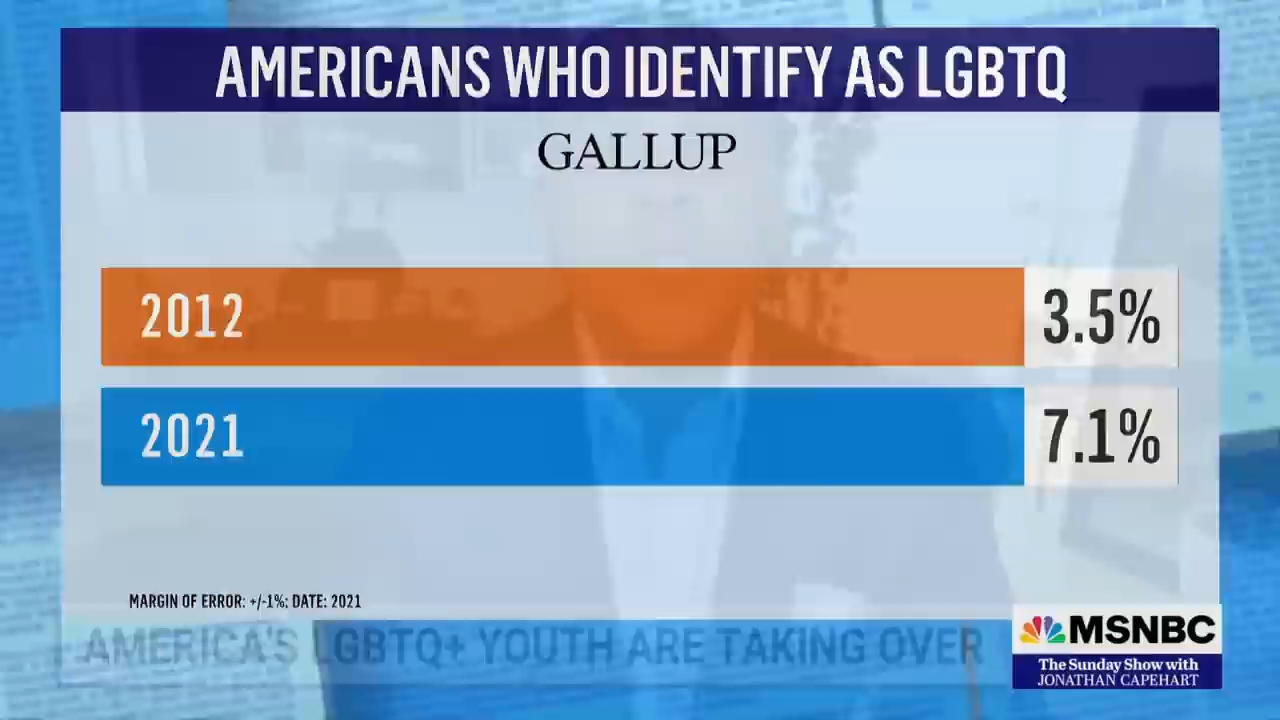 AMERICANS WHO IDENTIFY AS LGBTQ
GALLUP
2012 3.5%
2021 7.1%
MARGIN OF ERROR: +/-1%; DATE: 2021
AMERICA'S LGBTQ+ YOUTH ARE TAKING OVER
MSNBC
The Sunday Show with
JONATHAN CAPEHART